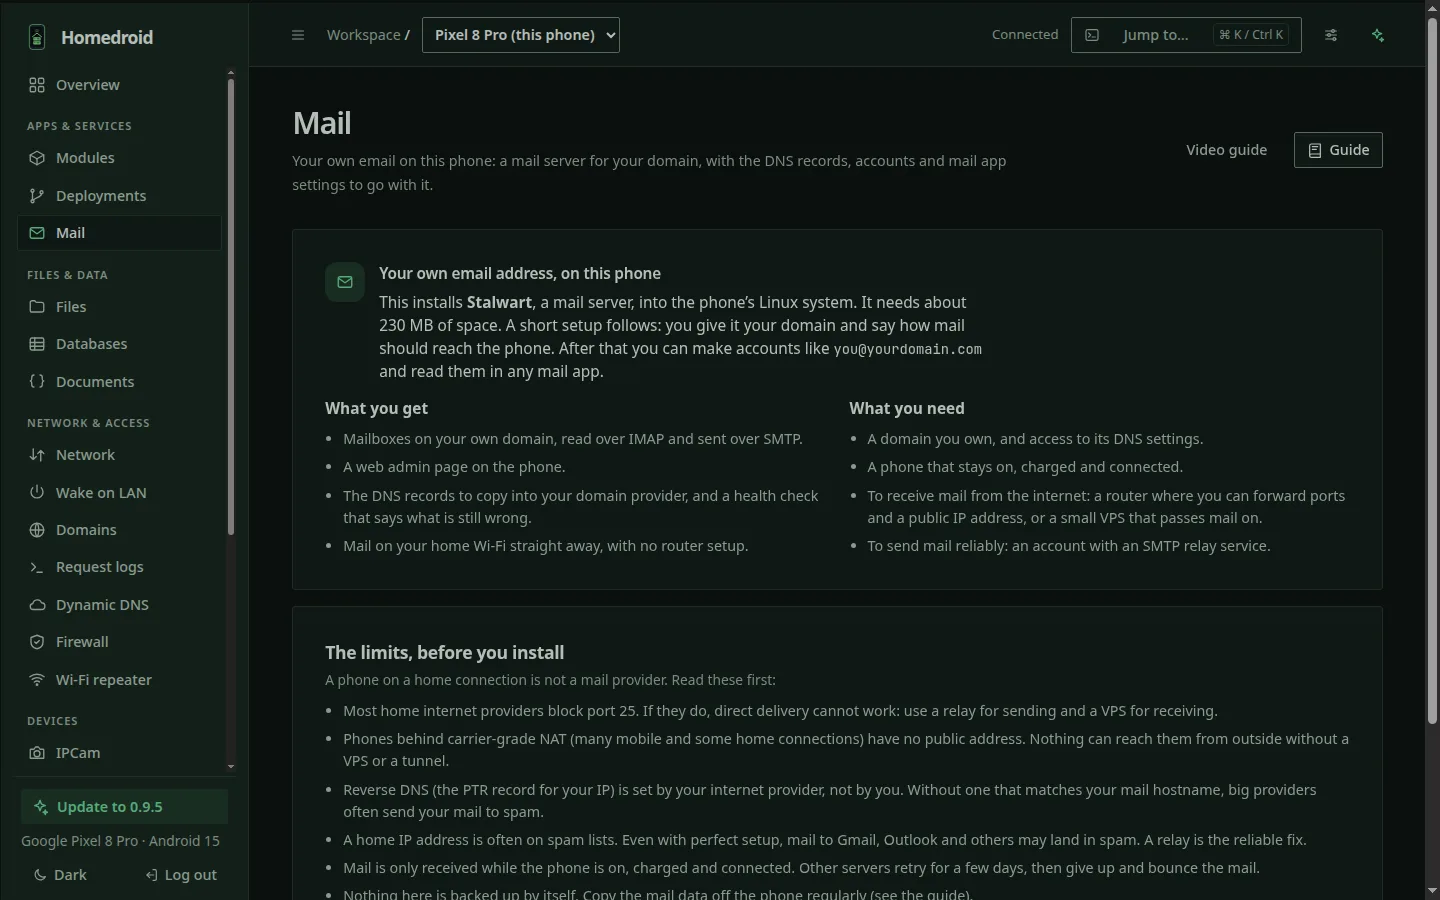 Homedroid
Overview
APPS & SERVICES
Modules
Deployments
Mail
FILES & DATA
Files
Databases
Documents
NETWORK & ACCESS
Network
Wake on LAN
Domains
Request logs
Dynamic DNS
Firewall
Wi-Fi repeater
DEVICES
IPCam
Update to 0.9.5
Google Pixel 8 Pro · Android 15
Dark
Log out
Workspace /
Pixel 8 Pro (this phone)
Connected
Jump to...
⌘ K / Ctrl K
Mail
Your own email on this phone: a mail server for your domain, with the DNS records, accounts and mail app
settings to go with it.
Video guide
Guide
Your own email address, on this phone
This installs Stalwart, a mail server, into the phone’s Linux system. It needs about
230 MB of space. A short setup follows: you give it your domain and say how mail
should reach the phone. After that you can make accounts like you@yourdomain.com
and read them in any mail app.
What you get
• Mailboxes on your own domain, read over IMAP and sent over SMTP.
• A web admin page on the phone.
• The DNS records to copy into your domain provider, and a health check
that says what is still wrong.
• Mail on your home Wi-Fi straight away, with no router setup.
What you need
• A domain you own, and access to its DNS settings.
• A phone that stays on, charged and connected.
• To receive mail from the internet: a router where you can forward ports
and a public IP address, or a small VPS that passes mail on.
• To send mail reliably: an account with an SMTP relay service.
The limits, before you install
A phone on a home connection is not a mail provider. Read these first:
• Most home internet providers block port 25. If they do, direct delivery cannot work: use a relay for sending and a VPS for receiving.
• Phones behind carrier-grade NAT (many mobile and some home connections) have no public address. Nothing can reach them from outside without a
VPS or a tunnel.
• Reverse DNS (the PTR record for your IP) is set by your internet provider, not by you. Without one that matches your mail hostname, big providers
often send your mail to spam.
• A home IP address is often on spam lists. Even with perfect setup, mail to Gmail, Outlook and others may land in spam. A relay is the reliable fix.
• Mail is only received while the phone is on, charged and connected. Other servers retry for a few days, then give up and bounce the mail.
• Nothing here is backed up by itself. Copy the mail data off the phone regularly (see the guide).